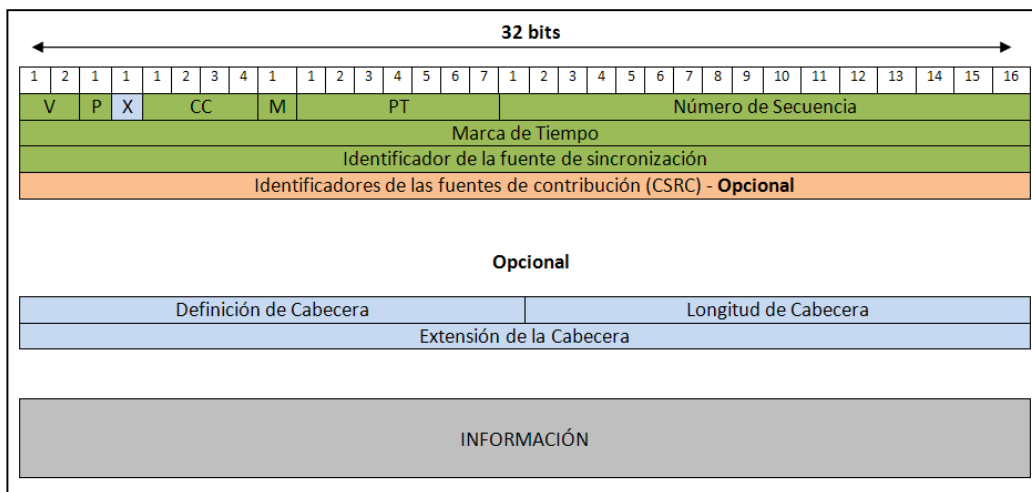 32 bits
1 2 1 1 1 2 3 4 1 1 2 3 4 5 6 7 1 2 3 4 5 6 7 8 9 10 11 12 13 14 15 16
V P X CC M PT Número de Secuencia
Marca de Tiempo
Identificador de la fuente de sincronización
Identificadores de las fuentes de contribución (CSRC) - Opcional
Opcional
Definición de Cabecera Longitud de Cabecera
Extensión de la Cabecera
INFORMACIÓN